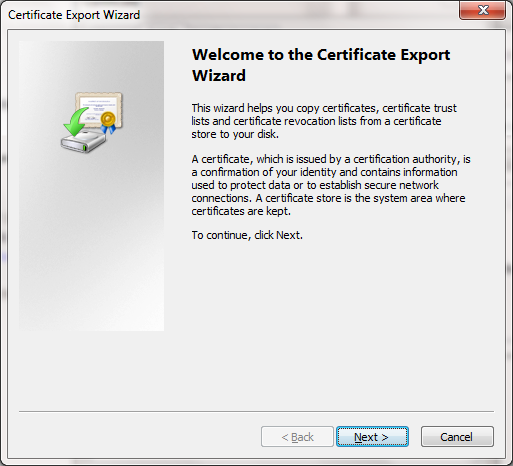 Certificate Export Wizard
Welcome to the Certificate Export
Wizard
This wizard helps you copy certificates, certificate trust
lists and certificate revocation lists from a certificate
store to your disk.
A certificate, which is issued by a certification authority, is
a confirmation of your identity and contains information
used to protect data or to establish secure network
connections. A certificate store is the system area where
certificates are kept.
To continue, click Next.
< Back Next > Cancel